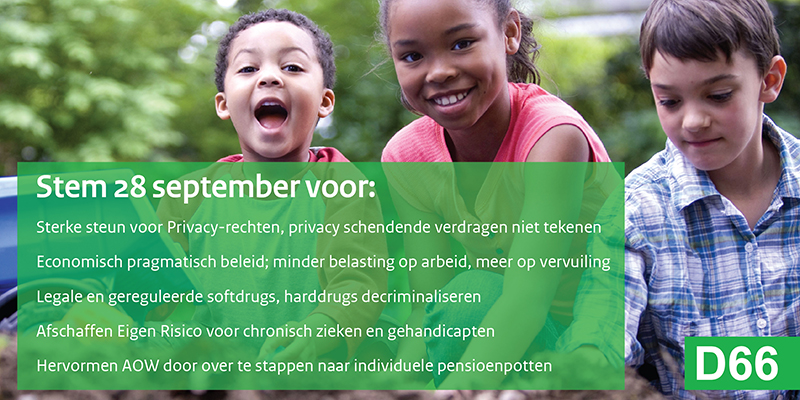 Stem 28 september voor:
Sterke steun voor Privacy-rechten, privacy schendende verdragen niet tekenen
Economisch pragmatisch beleid; minder belasting op arbeid, meer op vervuiling
Legale en gereguleerde softdrugs, harddrugs decriminaliseren
Afschaffen Eigen Risico voor chronisch zieken en gehandicapten
Hervormen AOW door over te stappen naar individuele pensioenpotten
D66